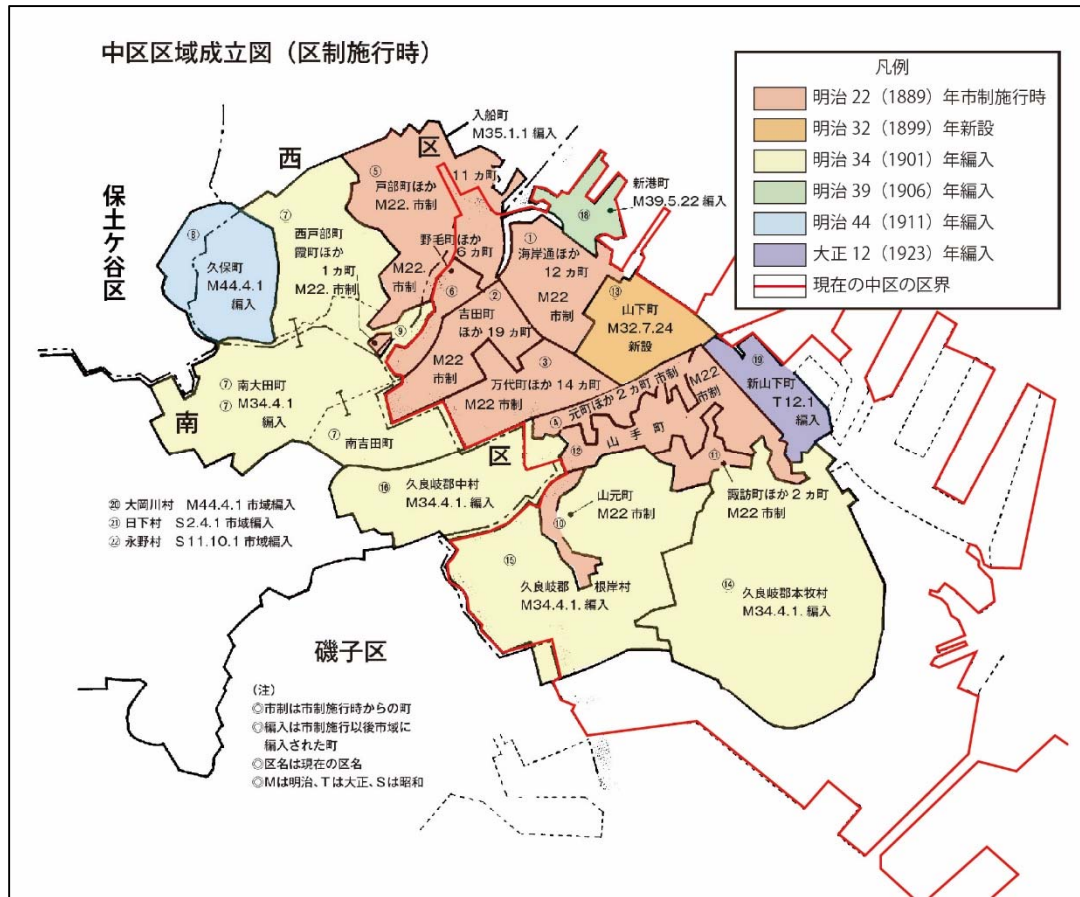 中区区域成立図（区制施行時）
凡例
明治 22（1889）年市制施行時
明治 32（1899）年新設
明治 34（1901）年編入
明治 39（1906）年編入
明治 44（1911）年編入
大正 12（1923）年編入
現在の中区の区界
入船町
M35.1.1 編入
西
区
11 ヵ町
⑤
戸部町ほか
M22. 市制
新港町
M39.5.22 編入
⑱
保土ケ谷区
⑧
久保町
M44.4.1
編入
⑦
西戸部町
霞町ほか
1 ヵ町
M22. 市制
M22.
市制
野毛町ほか
6 ヵ町
⑥
①
海岸通ほか
12 ヵ町
M22
市制
②
吉田町
ほか 19 ヵ町
M22
市制
⑨
⑬
山下町
M32.7.24
新設
③
万代町ほか 14 ヵ町
M22 市制
⑲
新山下町
T 12.1
編入
④
元町ほか 2 ヵ町 市制
M22
市制
⑫
山手町
⑪
諏訪町ほか 2 ヵ町
M22 市制
南
区
⑦ 南大田町
⑦ M34.4.1
編入
⑦
南吉田町
⑯
久良岐郡中村
M34.4.1. 編入
⑩
山元町
M22 市制
⑮
久良岐郡 根岸村
M34.4.1. 編入
⑭
久良岐郡本牧村
M34.4.1. 編入
⑳ 大岡川村 M44.4.1 市域編入
㉑ 日下村 S 2.4.1 市域編入
㉒ 永野村 S 11.10.1 市域編入
磯子区
（注）
◎市制は市制施行時からの町
◎編入は市制施行以後市域に
編入された町
◎区名は現在の区名
◎Mは明治、Tは大正、Sは昭和